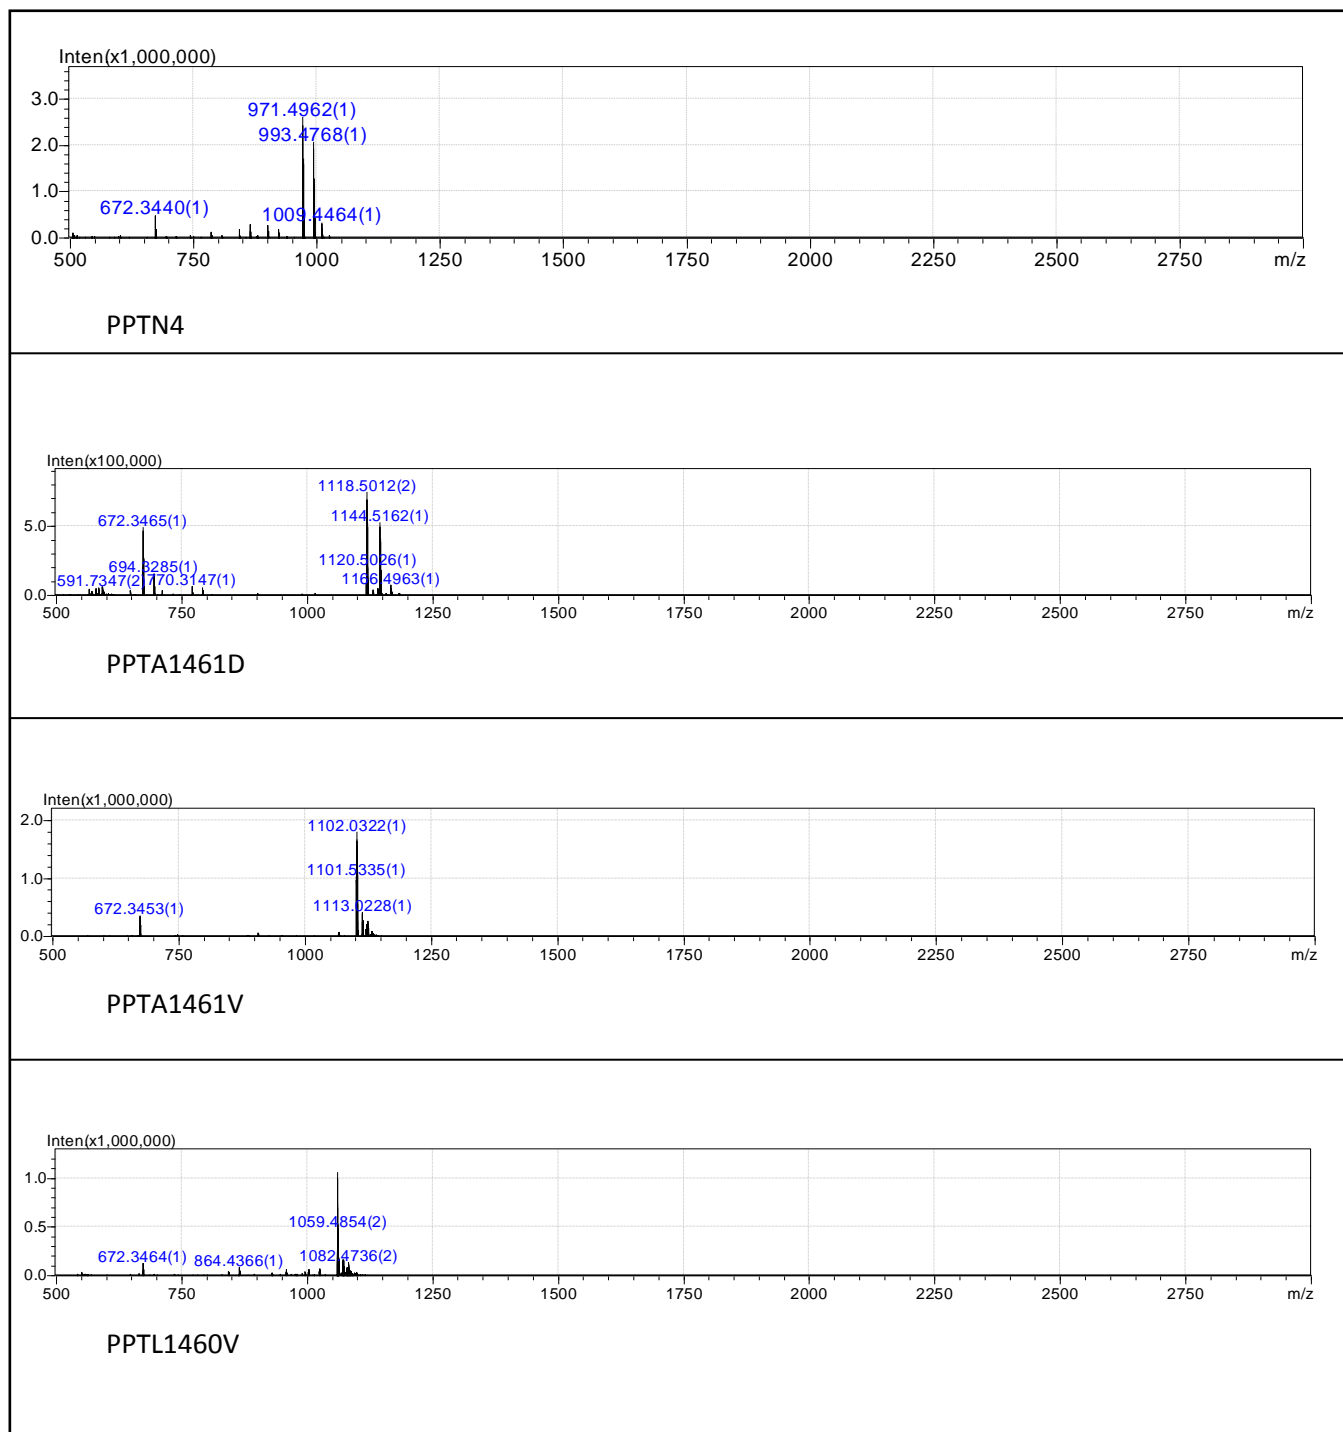 Inten(x1,000,000)
3.0
971.4962(1)
993.4768(1)
2.0
1.0
672.3440(1)
1009.4464(1)
0.0
500 750 1000 1250 1500 1750 2000 2250 2500 2750 m/z
PPTN4
Inten(x100,000)
1118.5012(2)
672.3465(1)
1144.5162(1)
5.0
1120.5026(1)
694.3285(1)
591.7347(2)
770.3147(1)
1166.4963(1)
0.0
500 750 1000 1250 1500 1750 2000 2250 2500 2750 m/z
PPTA1461D
Inten(x1,000,000)
2.0
1102.0322(1)
1101.5335(1)
1.0
672.3453(1)
1113.0228(1)
0.0
500 750 1000 1250 1500 1750 2000 2250 2500 2750 m/z
PPTA1461V
Inten(x1,000,000)
1.0
1059.4854(2)
0.5
672.3464(1)
864.4366(1)
1082.4736(2)
0.0
500 750 1000 1250 1500 1750 2000 2250 2500 2750 m/z
PPTL1460V